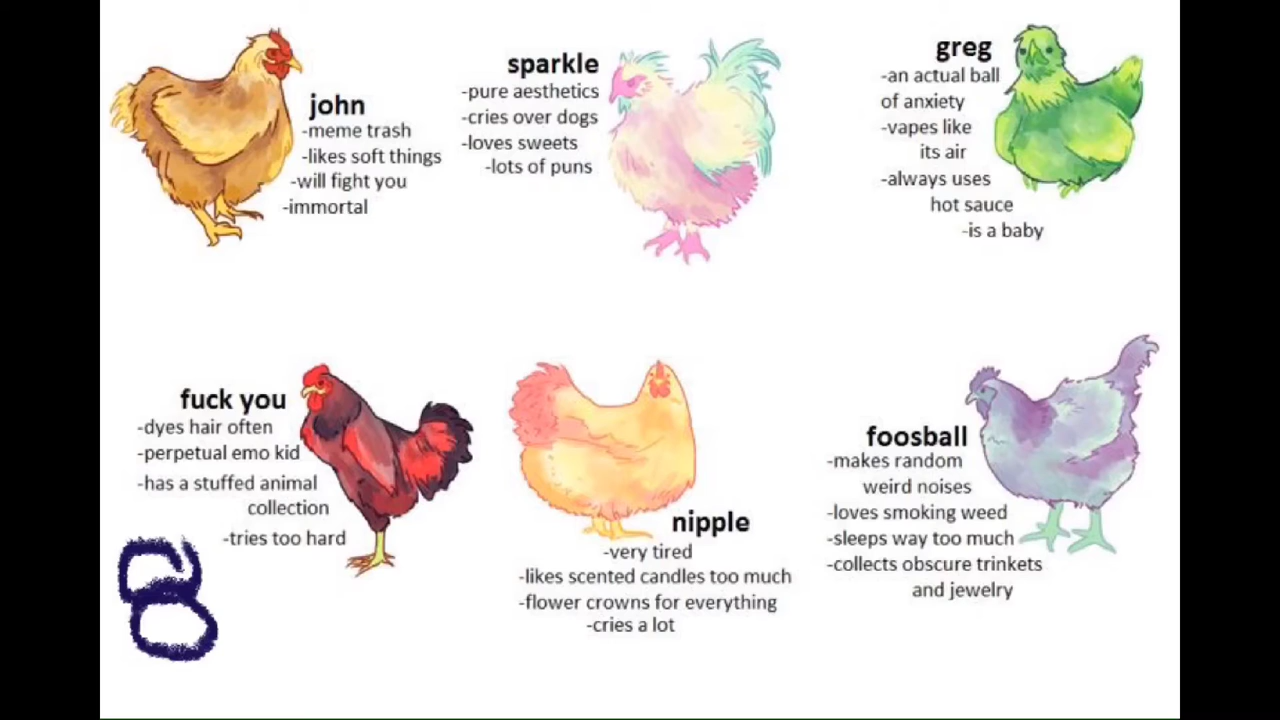 john
-meme trash
-likes soft things
-will fight you
-immortal
sparkle
-pure aesthetics
-cries over dogs
-loves sweets
-lots of puns
greg
-an actual ball
of anxiety
-vapes like
its air
-always uses
hot sauce
-is a baby
fuck you
-dyes hair often
-perpetual emo kid
-has a stuffed animal
collection
-tries too hard
nipple
-very tired
-likes scented candles too much
-flower crowns for everything
-cries a lot
foosball
-makes random
weird noises
-loves smoking weed
-sleeps way too much
-collects obscure trinkets
and jewelry
8